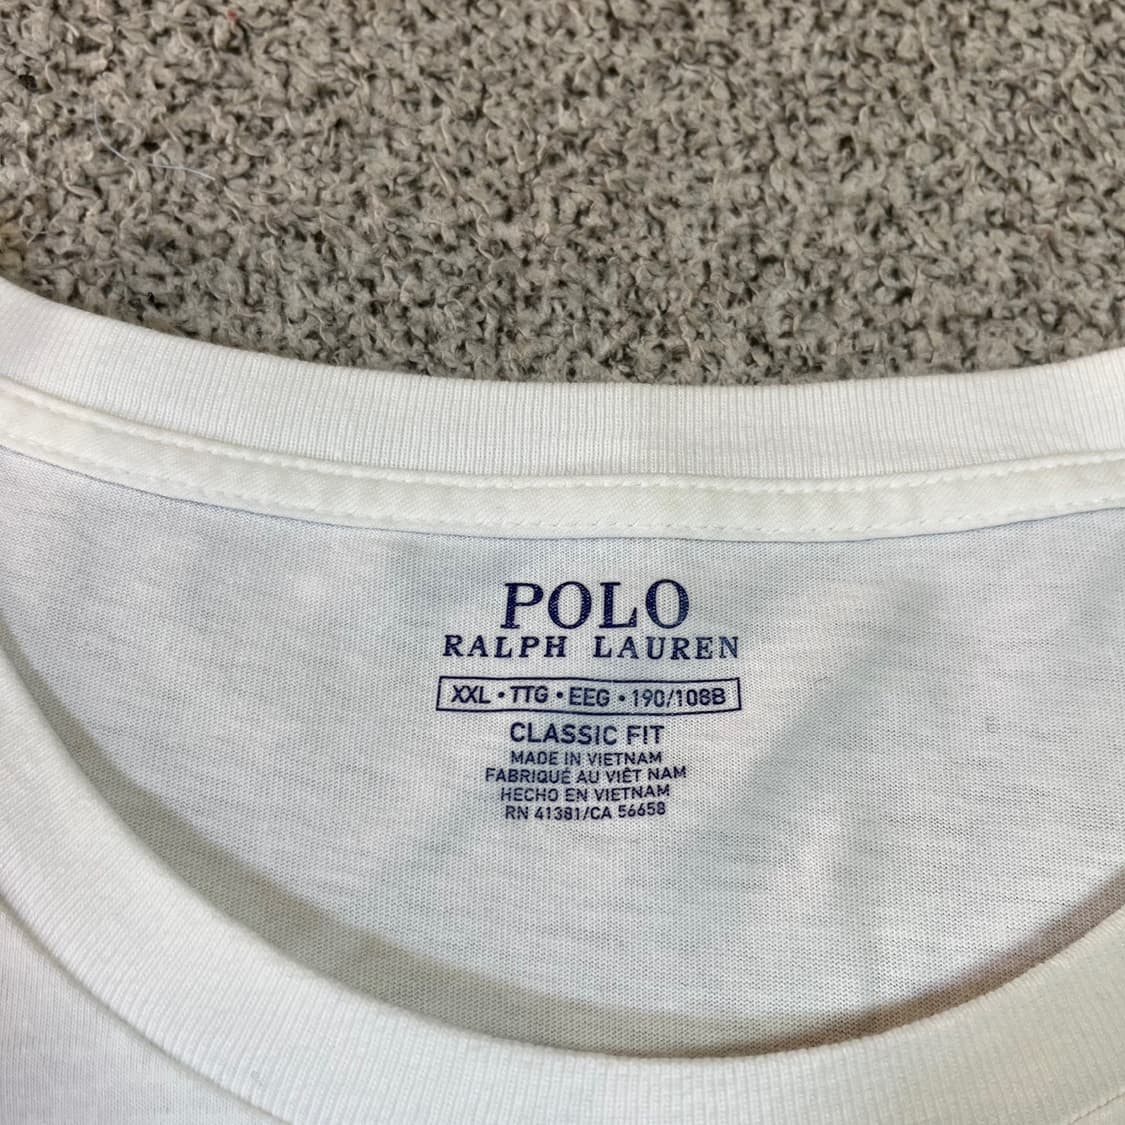 POLO
RALPH LAUREN
XXL • TTG • EEG • 190/108B
CLASSIC FIT
MADE IN VIETNAM
FABRIQUÉ AU VIÊT NAM
HECHO EN VIETNAM
RN 41381/CA 56658